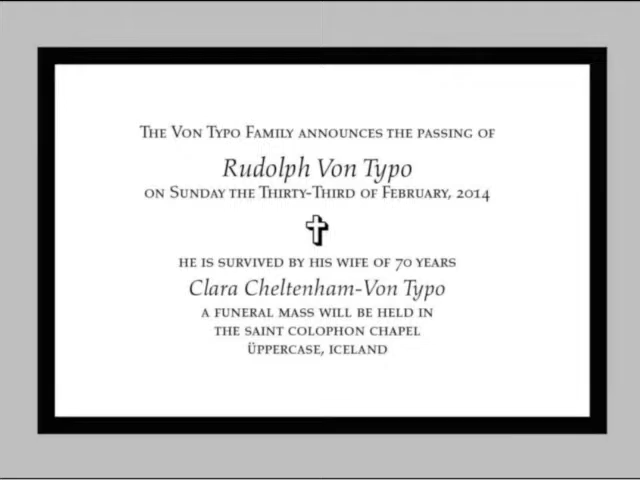 The Von Typo Family announces the passing of
Rudolph Von Typo
on Sunday the Thirty-Third of February, 2014
he is survived by his wife of 70 years
Clara Cheltenham-Von Typo
a funeral mass will be held in
the saint colophon chapel
Üppercase, Iceland